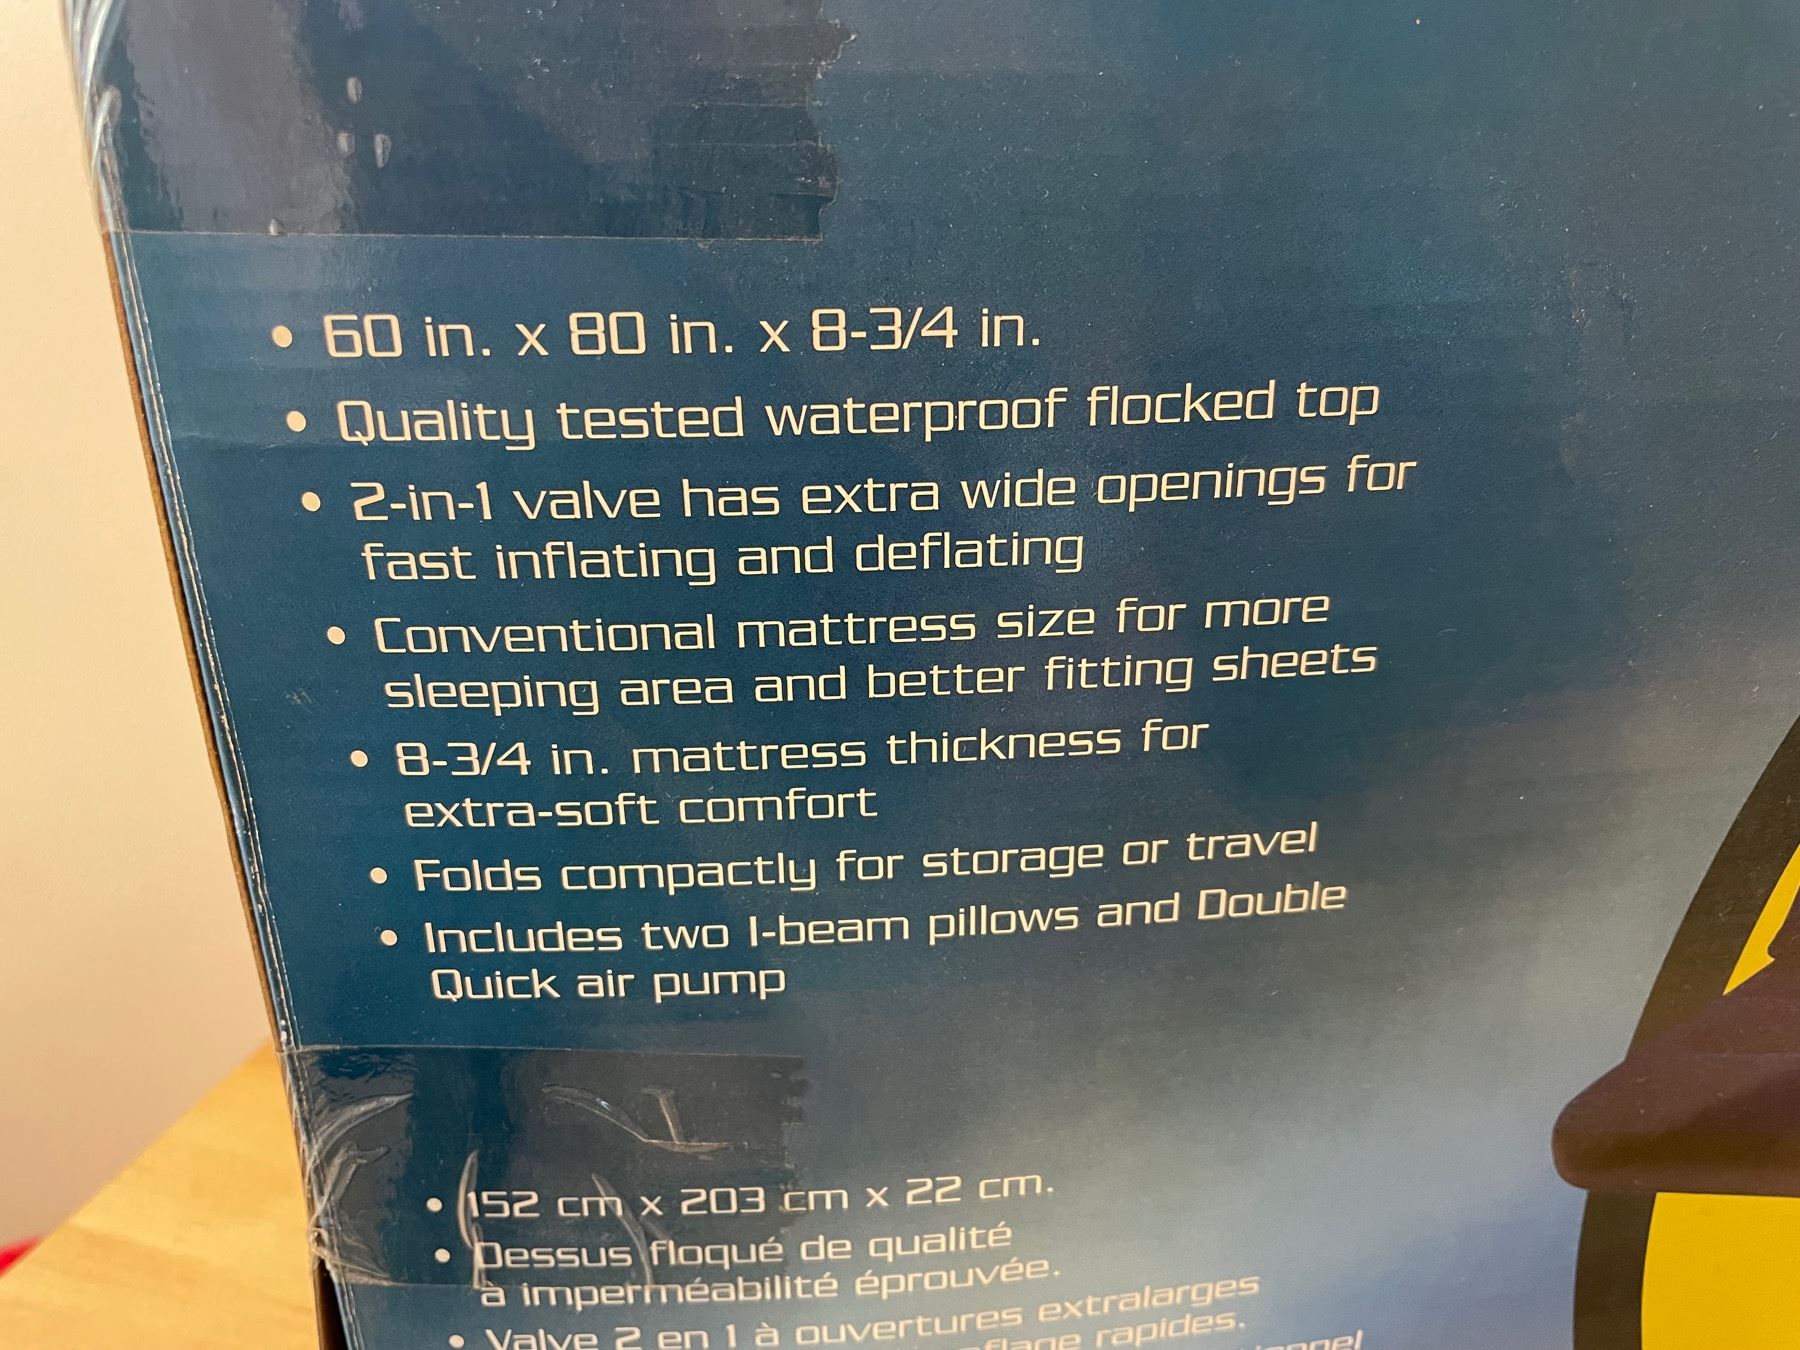 • 60 in. x 80 in. x 8-3/4 in.
• Quality tested waterproof flocked top
• 2-in-1 valve has extra wide openings for
fast inflating and deflating
• Conventional mattress size for more
sleeping area and better fitting sheets
• 8-3/4 in. mattress thickness for
extra-soft comfort
• Folds compactly for storage or travel
• Includes two I-beam pillows and Double
Quick air pump
• 152 cm x 203 cm x 22 cm.
• Dessus floqué de qualité
à imperméabilité éprouvée.
• Valve 2 en 1 à ouvertures extralarges
rapides.